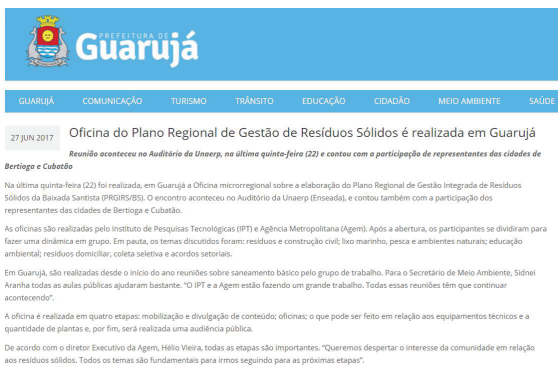 PREFEITURA DE
Guarujá
GUARUJÁ COMUNICAÇÃO TURISMO TRÂNSITO EDUCAÇÃO CIDADÃO MEIO AMBIENTE SAÚDE
27 JUN 2017 Oficina do Plano Regional de Gestão de Resíduos Sólidos é realizada em Guarujá
Reunião aconteceu no Auditório da Unaerp, na última quinta-feira (22) e contou com a participação de representantes das cidades de
Bertioga e Cubatão
Na última quinta-feira (22) foi realizada, em Guarujá a Oficina microrregional sobre a elaboração do Plano Regional de Gestão Integrada de Resíduos
Sólidos da Baixada Santista (PRGIRS/BS). O encontro aconteceu no Auditório da Unaerp (Enseada), e contou também com a participação dos
representantes das cidades de Bertioga e Cubatão.
As oficinas são realizadas pelo Instituto de Pesquisas Tecnológicas (IPT) e Agência Metropolitana (Agem). Após a abertura, os participantes se dividiram para
fazer uma dinâmica em grupo. Em pauta, os temas discutidos foram: resíduos e construção civil; lixo marinho, pesca e ambientes naturais; educação
ambiental; resíduos domiciliar, coleta seletiva e acordos setoriais.
Em Guarujá, são realizadas desde o início do ano reuniões sobre saneamento básico pelo grupo de trabalho. Para o Secretário de Meio Ambiente, Sidnei
Aranha todas as aulas públicas ajudaram bastante. “O IPT e a Agem estão fazendo um grande trabalho. Todas essas reuniões têm que continuar
acontecendo”.
A oficina é realizada em quatro etapas: mobilização e divulgação de conteúdo; oficinas; o que pode ser feito em relação aos equipamentos técnicos e a
quantidade de plantas e, por fim, será realizada uma audiência pública.
De acordo com o diretor Executivo da Agem, Hélio Vieira, todas as etapas são importantes. “Queremos despertar o interesse da comunidade em relação
aos resíduos sólidos. Todos os temas são fundamentais para irmos seguindo para as próximas etapas”.